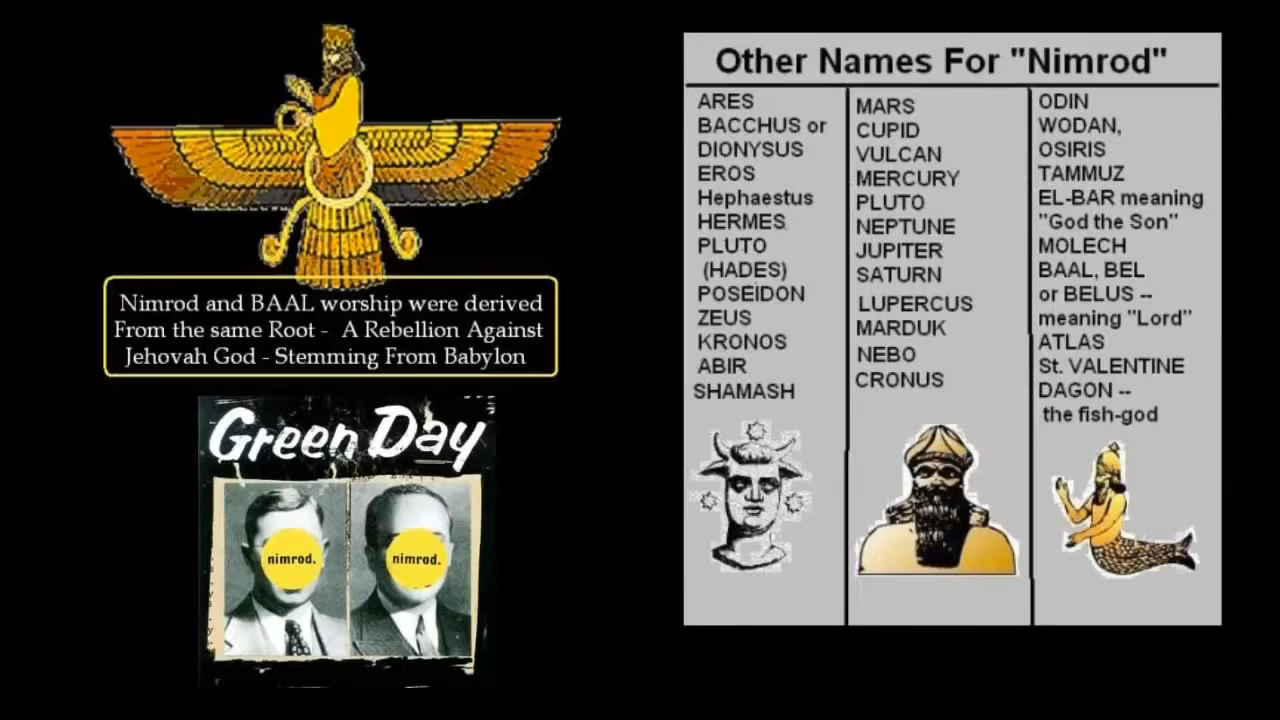 Nimrod and BAAL worship were derived
From the same Root - A Rebellion Against
Jehovah God - Stemming From Babylon
Green Day
nimrod.
nimrod.
Other Names For "Nimrod"
ARES
BACCHUS or
DIONYSUS
EROS
Hephaestus
HERMES
PLUTO
(HADES)
POSEIDON
ZEUS
KRONOS
ABIR
SHAMASH
MARS
CUPID
VULCAN
MERCURY
PLUTO
NEPTUNE
JUPITER
SATURN
LUPERCUS
MARDUK
NEBO
CRONUS
ODIN
WODAN,
OSIRIS
TAMMUZ
EL-BAR meaning
"God the Son"
MOLECH
BAAL, BEL
or BELUS --
meaning "Lord"
ATLAS
St. VALENTINE
DAGON --
the fish-god